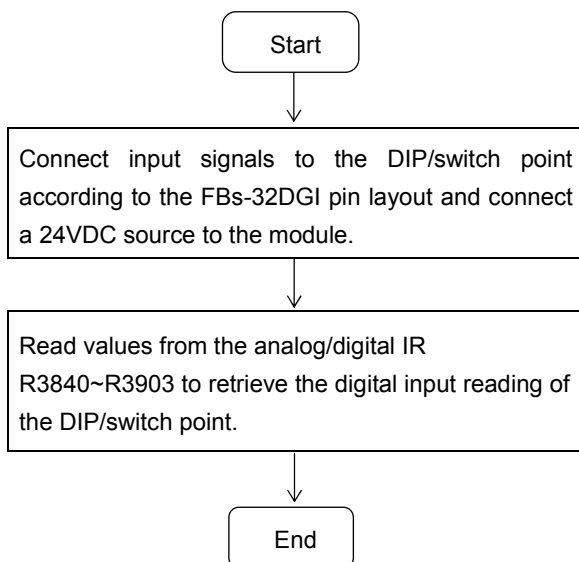 Start
Connect input signals to the DIP/switch point
according to the FBs-32DGI pin layout and connect
a 24VDC source to the module.
Read values from the analog/digital IR
R3840~R3903 to retrieve the digital input reading of
the DIP/switch point.
End